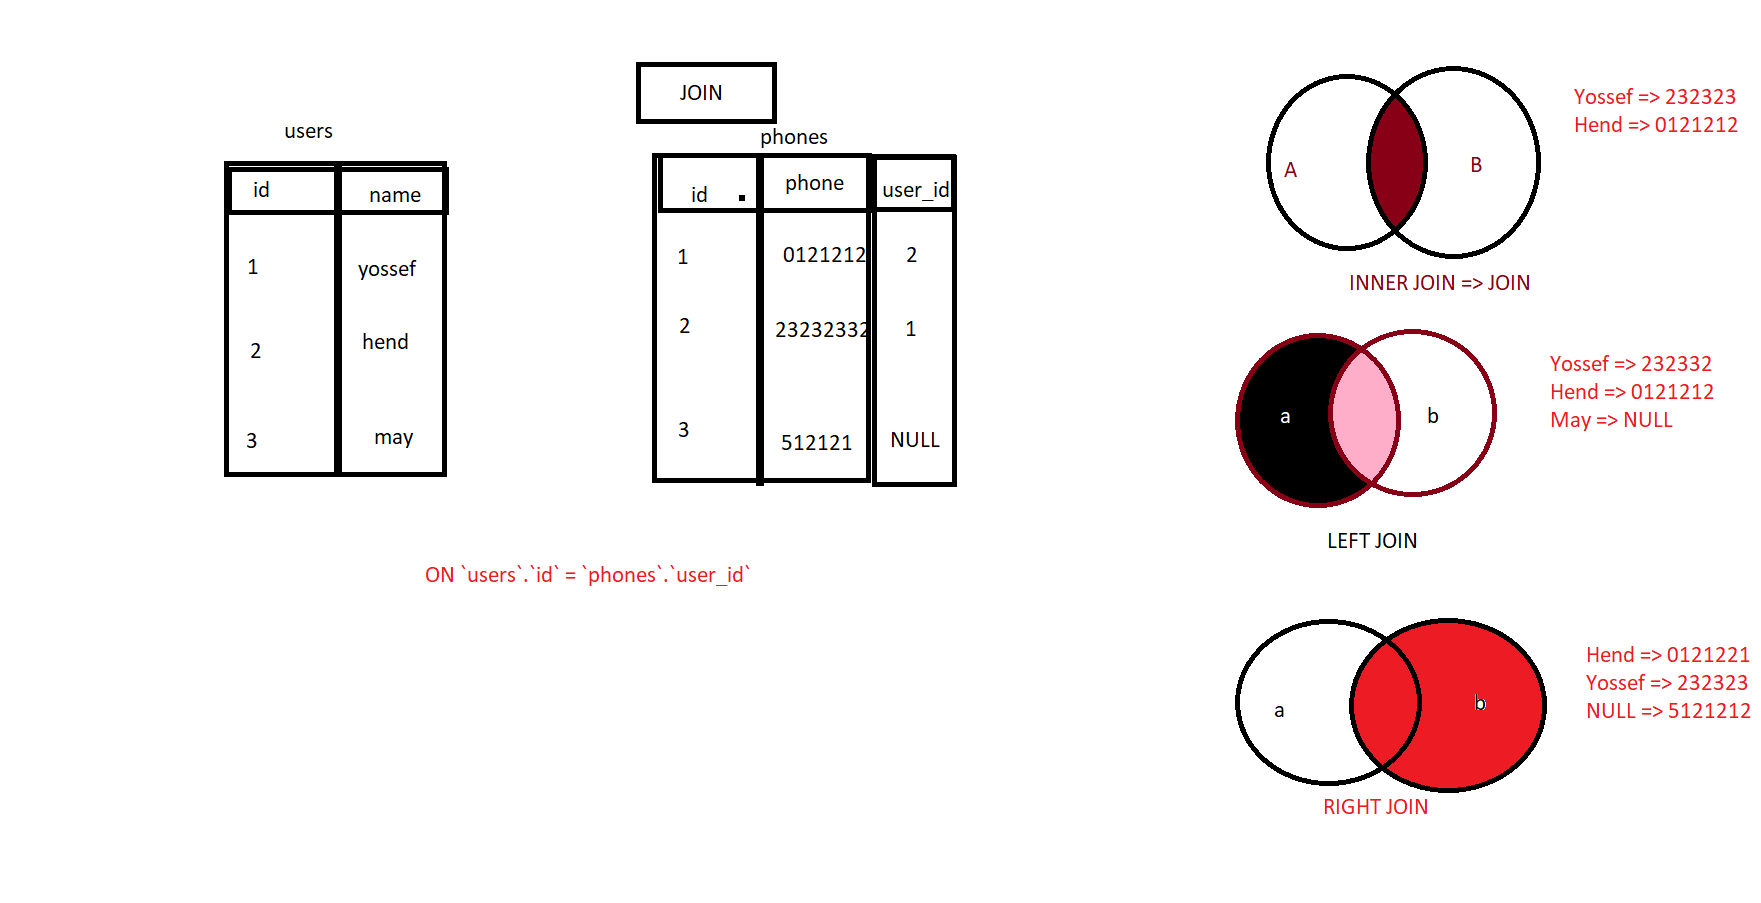 JOIN
users
phones
id
name
id
phone
user_id
1
yossef
1
0121212
2
2
hend
2
23232332
1
3
may
3
512121
NULL
ON `users`.`id` = `phones`.`user_id`
A
B
Yossef => 232323
Hend => 0121212
INNER JOIN => JOIN
a
b
Yossef => 232332
Hend => 0121212
May => NULL
LEFT JOIN
a
b
Hend => 0121221
Yossef => 232323
NULL => 5121212
RIGHT JOIN